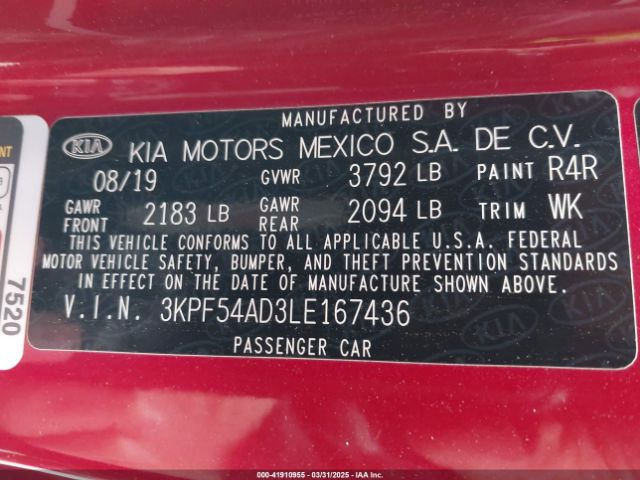 MANUFACTURED BY
KIA KIA MOTORS MEXICO S.A. DE C.V.
08/19 GVWR 3792 LB PAINT R4R
GAWR FRONT 2183 LB GAWR REAR 2094 LB TRIM WK
THIS VEHICLE CONFORMS TO ALL APPLICABLE U.S.A. FEDERAL
MOTOR VEHICLE SAFETY, BUMPER, AND THEFT PREVENTION STANDARDS
IN EFFECT ON THE DATE OF MANUFACTURE SHOWN ABOVE.
V.I.N. 3KPF54AD3LE167436
PASSENGER CAR
7520
000-41910955 - 03/31/2025 - IAAI.COM